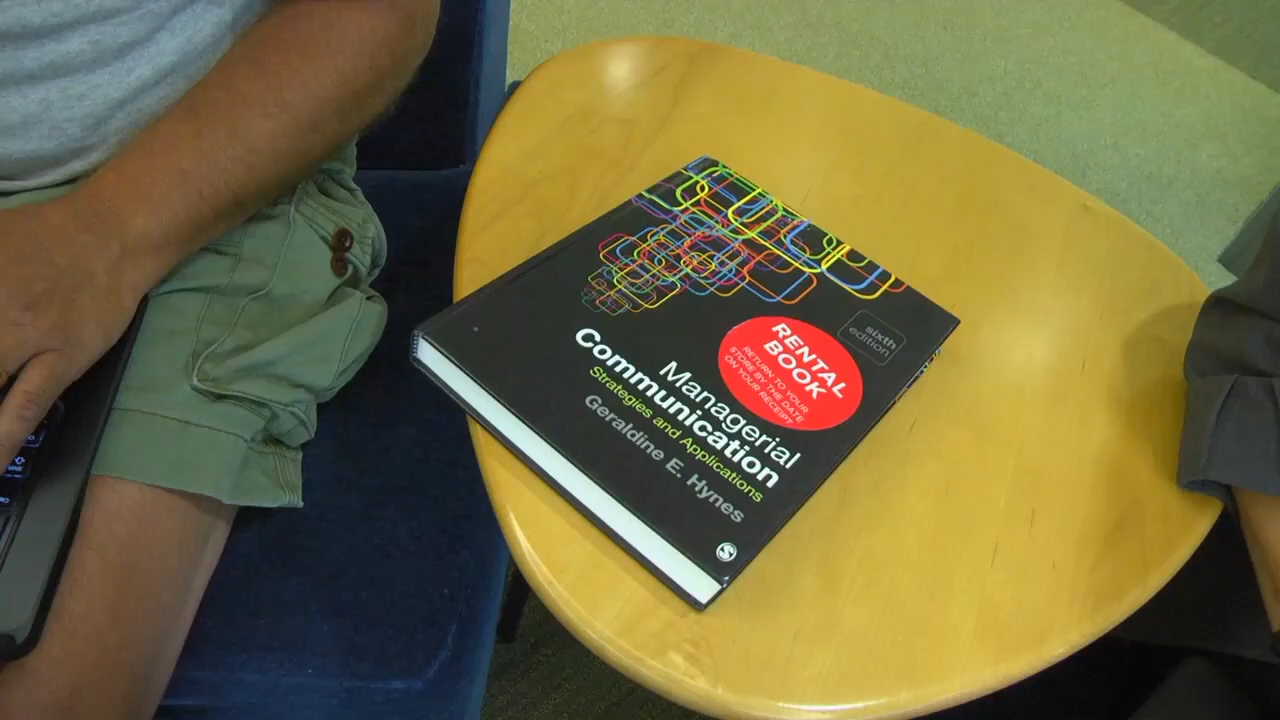 sixth
edition
RENTAL
BOOK
RETURN TO YOUR
STORE BY THE DATE
ON YOUR RECEIPT
Managerial
Communication
Strategies and Applications
Geraldine E. Hynes
S